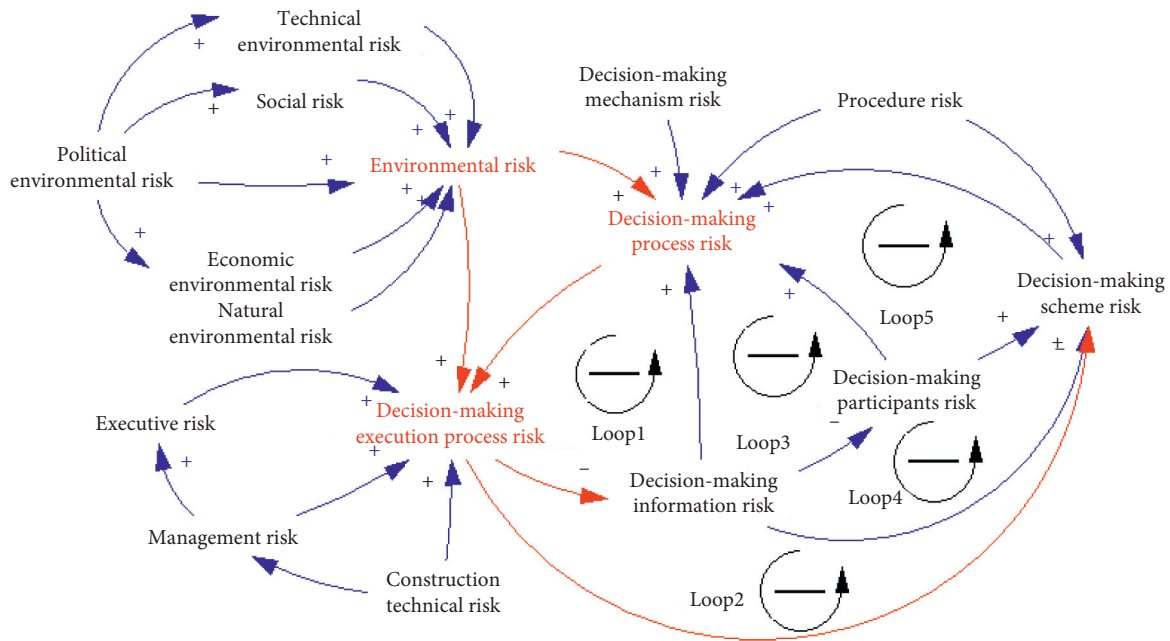 Technical
environmental risk
+
Social risk
+
Political
environmental risk
+
+
Economic
environmental risk
Natural
environmental risk
+
+
+
+
Environmental risk
+
+
Decision-making
mechanism risk
Procedure risk
+
+
+
Decision-making
process risk
+
+
Decision-making
scheme risk
Loop5
+
+
+
±
Loop1
Loop3
Decision-making
participants risk
−
Loop4
+
+
Executive risk
+
Decision-making
execution process risk
+
+
+
−
Decision-making
information risk
Management risk
Construction
technical risk
Loop2